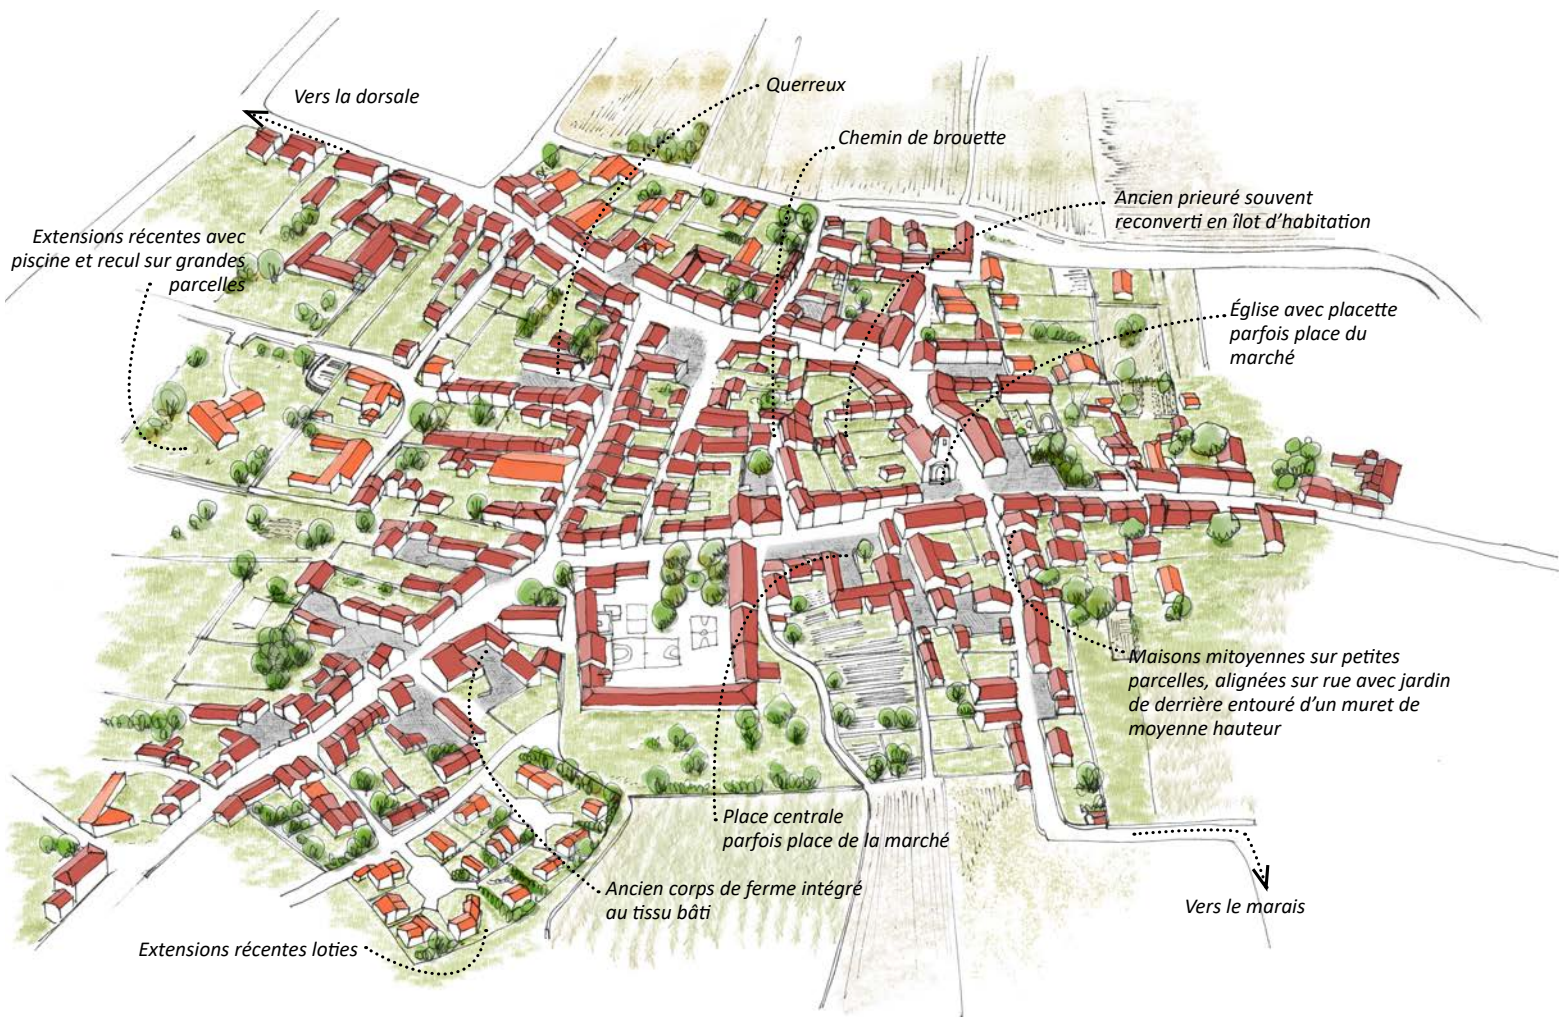 Vers la dorsale
Querreux
Chemin de brouette
Ancien prieuré souvent
reconverti en îlot d’habitation
Extensions récentes avec
piscine et recul sur grandes
parcelles
Église avec placette
parfois place du
marché
Maisons mitoyennes sur petites
parcelles, alignées sur rue avec jardin
de derrière entouré d’un muret de
moyenne hauteur
Place centrale
parfois place de la marché
Ancien corps de ferme intégré
au tissu bâti
Vers le marais
Extensions récentes loties